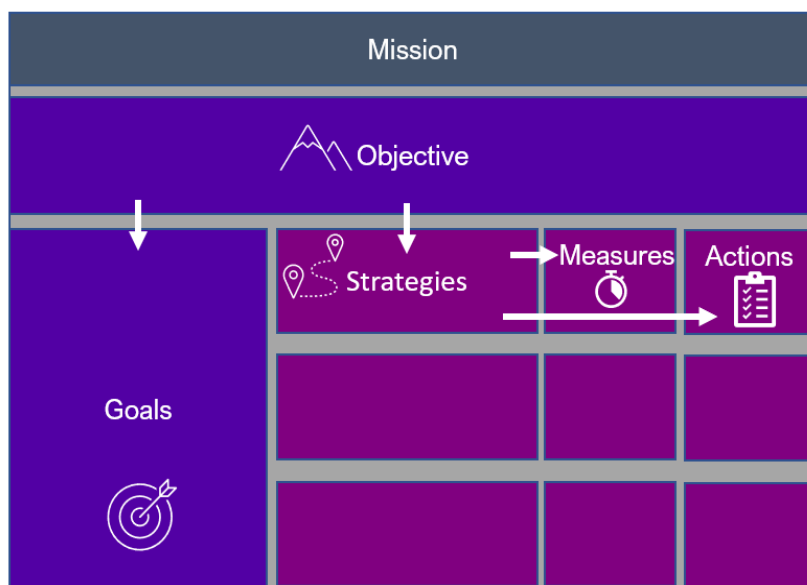 Mission
Objective
Strategies
Measures
Actions
Goals